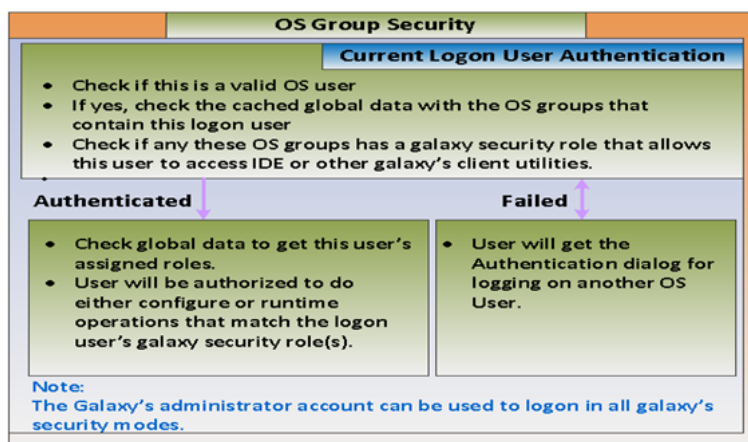 OS Group Security
Current Logon User Authentication
• Check if this is a valid OS user
• If yes, check the cached global data with the OS groups that
contain this logon user
• Check if any these OS groups has a galaxy security role that allows
this user to access IDE or other galaxy's client utilities.
•
Authenticated
Failed
• Check global data to get this user's
assigned roles.
• User will be authorized to do
either configure or runtime
operations that match the logon
user's galaxy security role(s).
• User will get the
Authentication dialog for
logging on another OS
User.
Note:
The Galaxy's administrator account can be used to logon in all galaxy's
security modes.